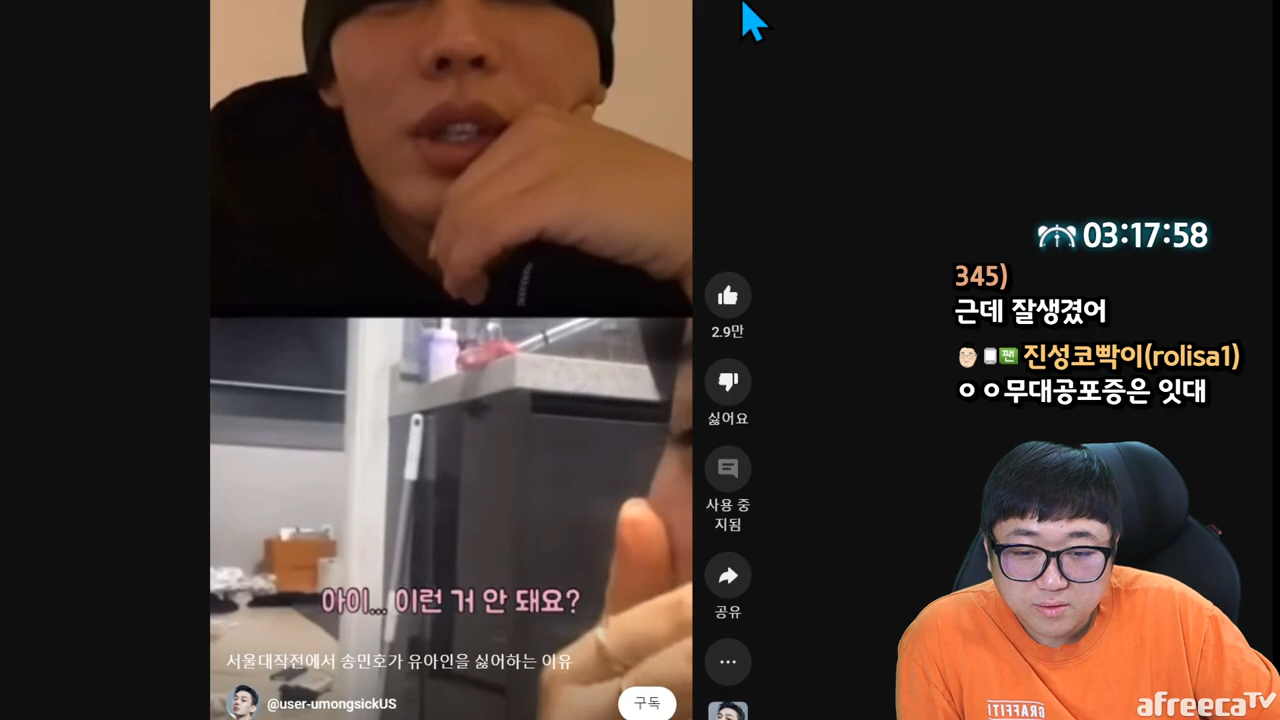 03:17:58
345)
근데 잘생겼어
팬 진성코빡이(rolisa1)
ㅇㅇ무대공포증은 잇대
2.9만
싫어요
사용 중
지됨
공유
아이... 이런 거 안 돼요?
서울대작전에서 송민호가 유아인을 싫어하는 이유
@user-umongsickUS
구독
GRAFFITI
afreecaTV